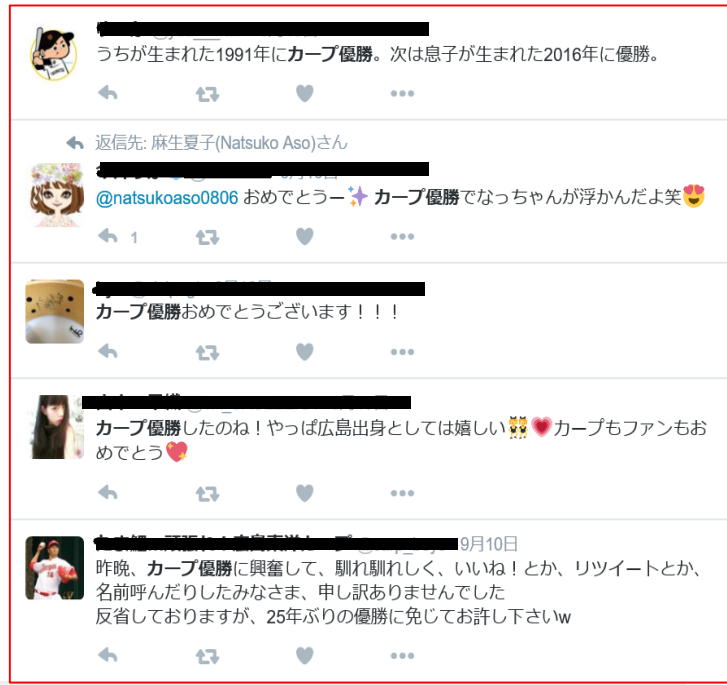 うちが生まれた1991年にカープ優勝。次は息子が生まれた2016年に優勝。
返信先: 麻生夏子(Natsuko Aso)さん
@natsukoaso0806 おめでとうー✨ カープ優勝でなっちゃんが浮かんだよ笑😍
1
カープ優勝おめでとうございます！！！
カープ優勝したのね！やっぱ広島出身としては嬉しい👯💗カープもファンもお
めでとう💖
9月10日
昨晩、カープ優勝に興奮して、馴れ馴れしく、いいね！とか、リツイートとか、
名前呼んだりしたみなさま、申し訳ありませんでした
反省しておりますが、25年ぶりの優勝に免じてお許し下さいw